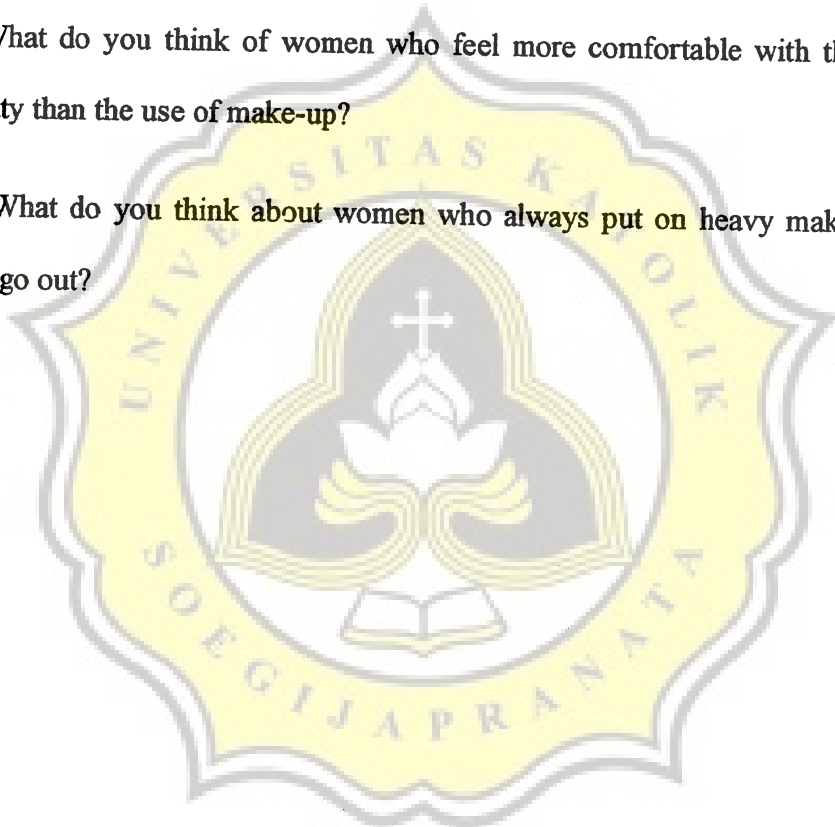 What do you think of women who feel more comfortable with th
ty than the use of make-up?
What do you think about women who always put on heavy mak
go out?
UNIVERSITAS KATOLIK
SOEGIJAPRANATA